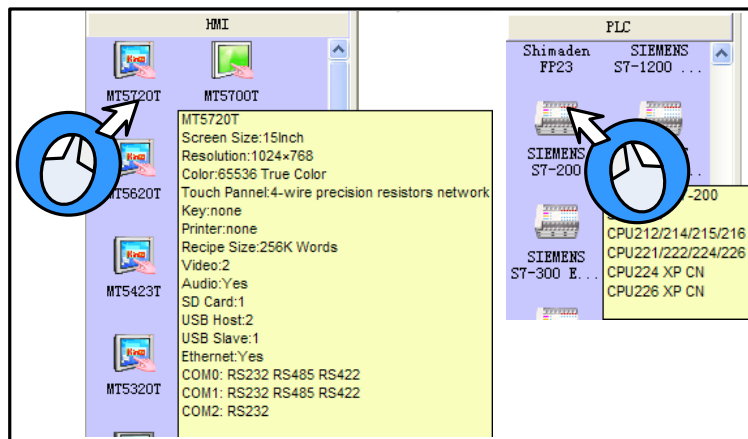 HMI
MT5720T
MT5700T
MT5720T
Screen Size:15Inch
Resolution:1024×768
Color:65536 True Color
Touch Pannel:4-wire precision resistors network
Key:none
Printer:none
Recipe Size:256K Words
Video:2
Audio:Yes
SD Card:1
USB Host:2
USB Slave:1
Ethernet:Yes
COM0: RS232 RS485 RS422
COM1: RS232 RS485 RS422
COM2: RS232
MT5620T
MT5423T
MT5320T
PLC
Shimaden
FP23
SIEMENS
S7-1200 ...
SIEMENS
S7-200
-200
CPU212/214/215/216
CPU221/222/224/226
CPU224 XP CN
CPU226 XP CN
SIEMENS
S7-300 E...